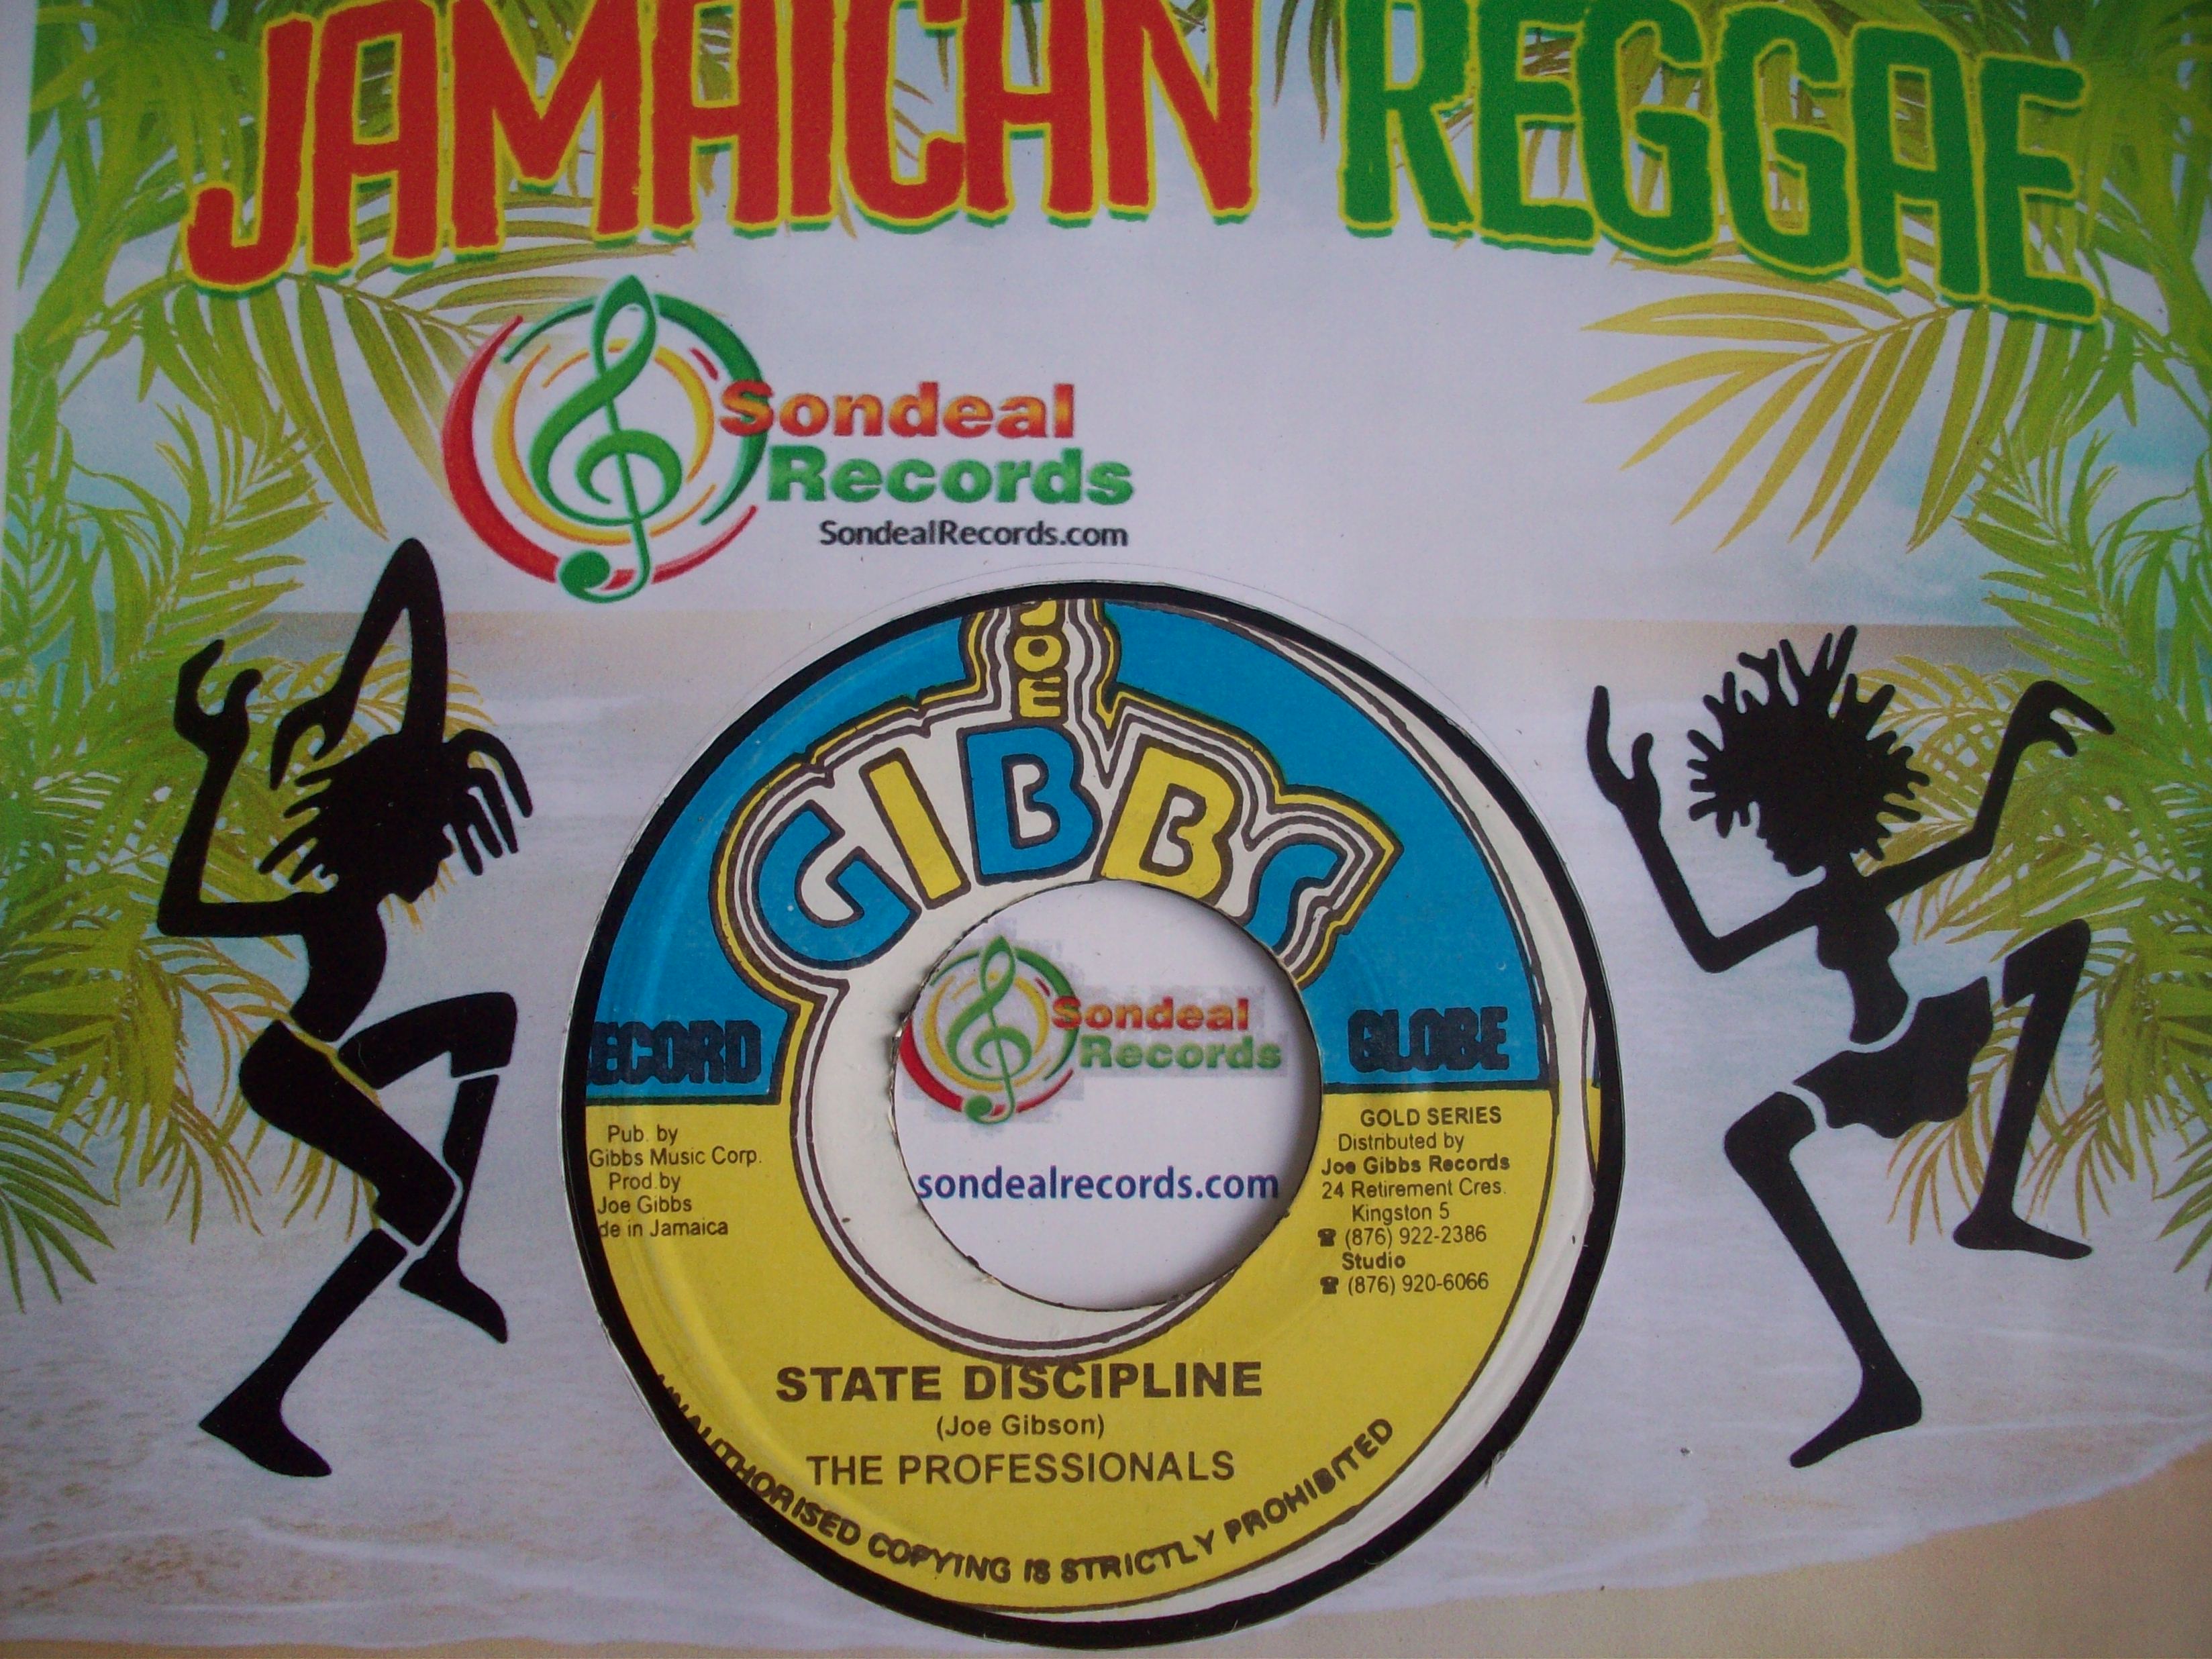 JAMAICAN REGGAE
Sondeal
Records
SondealRecords.com
JOE
GIBBS
ECORD
GLOBE
Sondeal
Records
sondealrecords.com
Pub. by
Gibbs Music Corp.
Prod.by
Joe Gibbs
de in Jamaica
GOLD SERIES
Distributed by
Joe Gibbs Records
24 Retirement Cres.
Kingston 5
☎ (876) 922-2386
Studio
☎ (876) 920-6066
STATE DISCIPLINE
(Joe Gibson)
THE PROFESSIONALS
UNAUTHORISED COPYING IS STRICTLY PROHIBITED